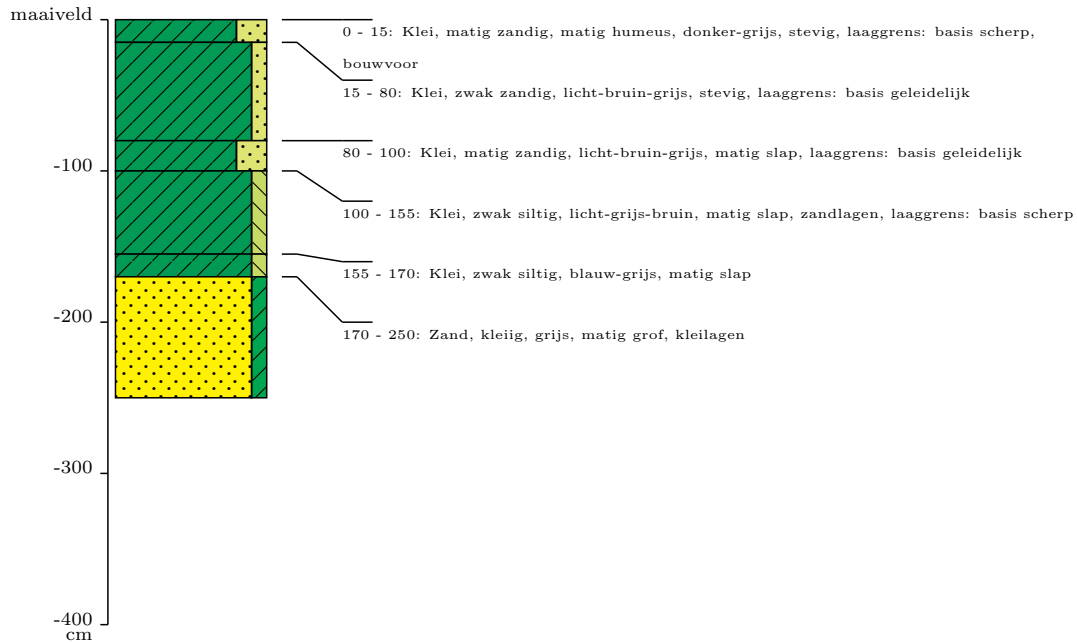 maaiveld
0 - 15: Klei, matig zandig, matig humeus, donker-grijs, stevig, laaggrens: basis scherp,
bouwvoor
15 - 80: Klei, zwak zandig, licht-bruin-grijs, stevig, laaggrens: basis geleidelijk
80 - 100: Klei, matig zandig, licht-bruin-grijs, matig slap, laaggrens: basis geleidelijk
-100
100 - 155: Klei, zwak siltig, licht-grijs-bruin, matig slap, zandlagen, laaggrens: basis scherp
155 - 170: Klei, zwak siltig, blauw-grijs, matig slap
-200
170 - 250: Zand, kleiig, grijs, matig grof, kleilagen
-300
-400
cm